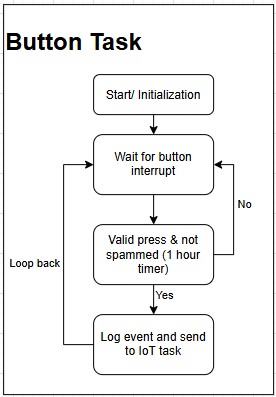 Button Task
Start/ Initialization
Wait for button
interrupt
No
Valid press & not
spammed (1 hour
timer)
Loop back
Yes
Log event and send
to IoT task